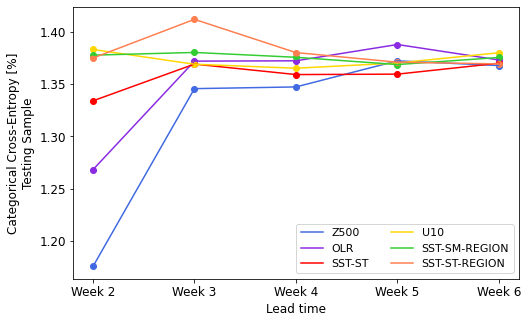 Categorical Cross-Entropy [%]
Testing Sample
1.40
1.35
1.30
1.25
1.20
Z500
OLR
SST-ST
U10
SST-SM-REGION
SST-ST-REGION
Week 2 Week 3 Week 4 Week 5 Week 6
Lead time